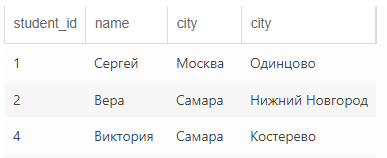 student_id name city city
1 Сергей Москва Одинцово
2 Вера Самара Нижний Новгород
4 Виктория Самара Костерево